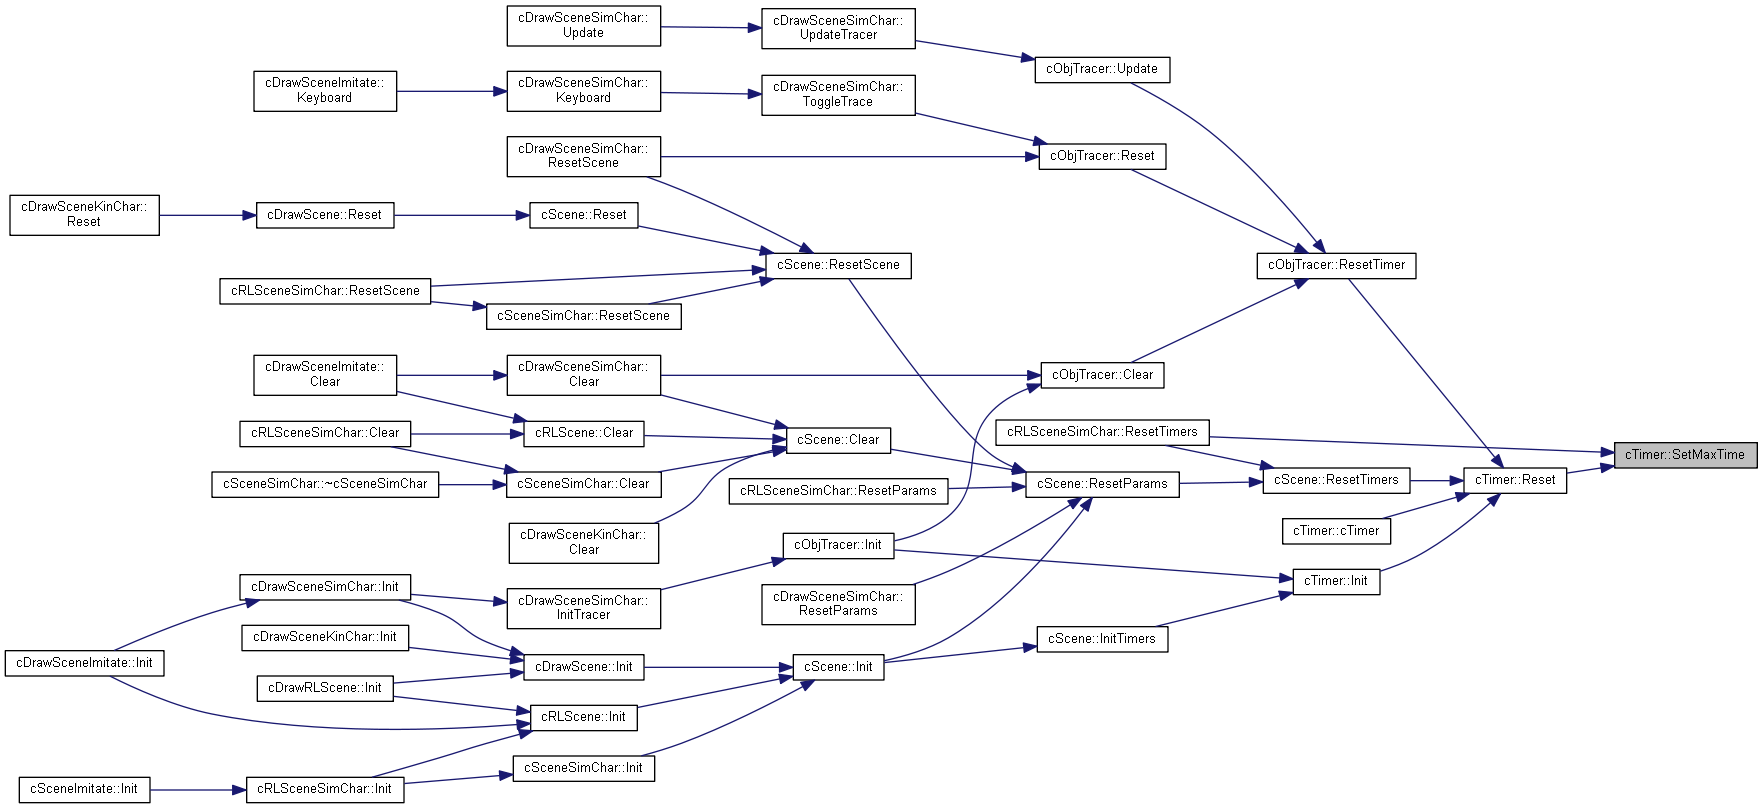 cDrawSceneSimChar::
Update
cDrawSceneSimChar::
UpdateTracer
cObjTracer::Update
cDrawSceneImitate::
Keyboard
cDrawSceneSimChar::
Keyboard
cDrawSceneSimChar::
ToggleTrace
cDrawSceneSimChar::
ResetScene
cObjTracer::Reset
cDrawSceneKinChar::
Reset
cDrawScene::Reset
cScene::Reset
cScene::ResetScene
cObjTracer::ResetTimer
cRLSceneSimChar::ResetScene
cSceneSimChar::ResetScene
cDrawSceneImitate::
Clear
cDrawSceneSimChar::
Clear
cObjTracer::Clear
cRLSceneSimChar::Clear
cRLScene::Clear
cScene::Clear
cRLSceneSimChar::ResetTimers
cTimer::SetMaxTime
cSceneSimChar::~cSceneSimChar
cSceneSimChar::Clear
cRLSceneSimChar::ResetParams
cScene::ResetParams
cScene::ResetTimers
cTimer::Reset
cDrawSceneKinChar::
Clear
cObjTracer::Init
cTimer::cTimer
cDrawSceneSimChar::Init
cDrawSceneSimChar::
InitTracer
cDrawSceneSimChar::
ResetParams
cTimer::Init
cDrawSceneKinChar::Init
cScene::InitTimers
cDrawSceneImitate::Init
cDrawScene::Init
cScene::Init
cDrawRLScene::Init
cRLScene::Init
cSceneSimChar::Init
cSceneImitate::Init
cRLSceneSimChar::Init